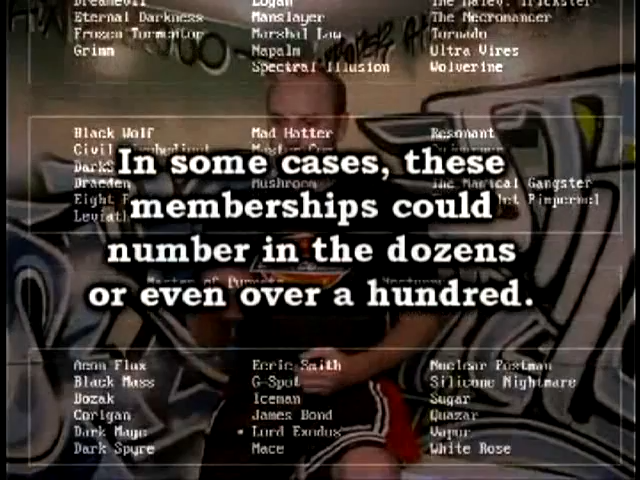 Dreamevil Logan
Eternal Darkness Manslayer The Necromancer
Frozen Tormentor Marshal Law Tornado
Grimm Napalm Ultra Vires
Spectral Illusion Wolverine
Black Wolf Mad Hatter Resonant
In some cases, these
Mushroom The Magical Gangster
memberships could
number in the dozens
or even over a hundred.
Aeon Flux Eerie Smith Nuclear Postman
Black Mass G-Spot Silicone Nightmare
Bozak Iceman Sugar
Corigan James Bond Quazar
Dark Mage Lord Exodus Vapor
Dark Spyre Mace White Rose